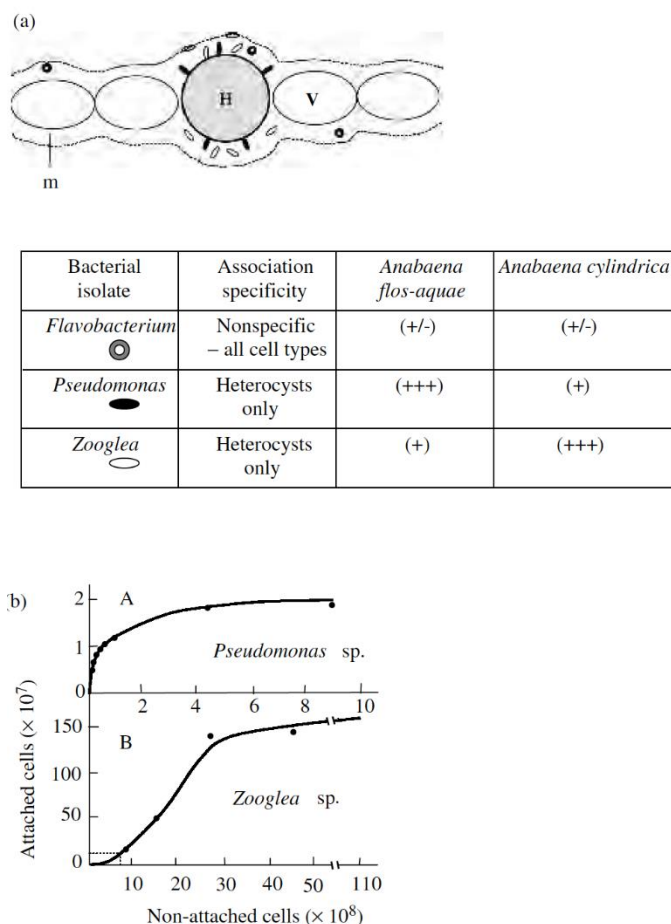 (a)
H
V
m
Bacterial isolate
Association specificity
Anabaena flos-aquae
Anabaena cylindrica
Flavobacterium
Nonspecific – all cell types
(+/-)
(+/-)
Pseudomonas
Heterocysts only
(+++)
(+)
Zooglea
Heterocysts only
(+)
(+++)
(b)
A
2
1
0
Pseudomonas sp.
2 4 6 8 10
B
150
100
50
0
Zooglea sp.
10 20 30 40 50 110
Attached cells (× 10⁷)
Non-attached cells (× 10⁸)